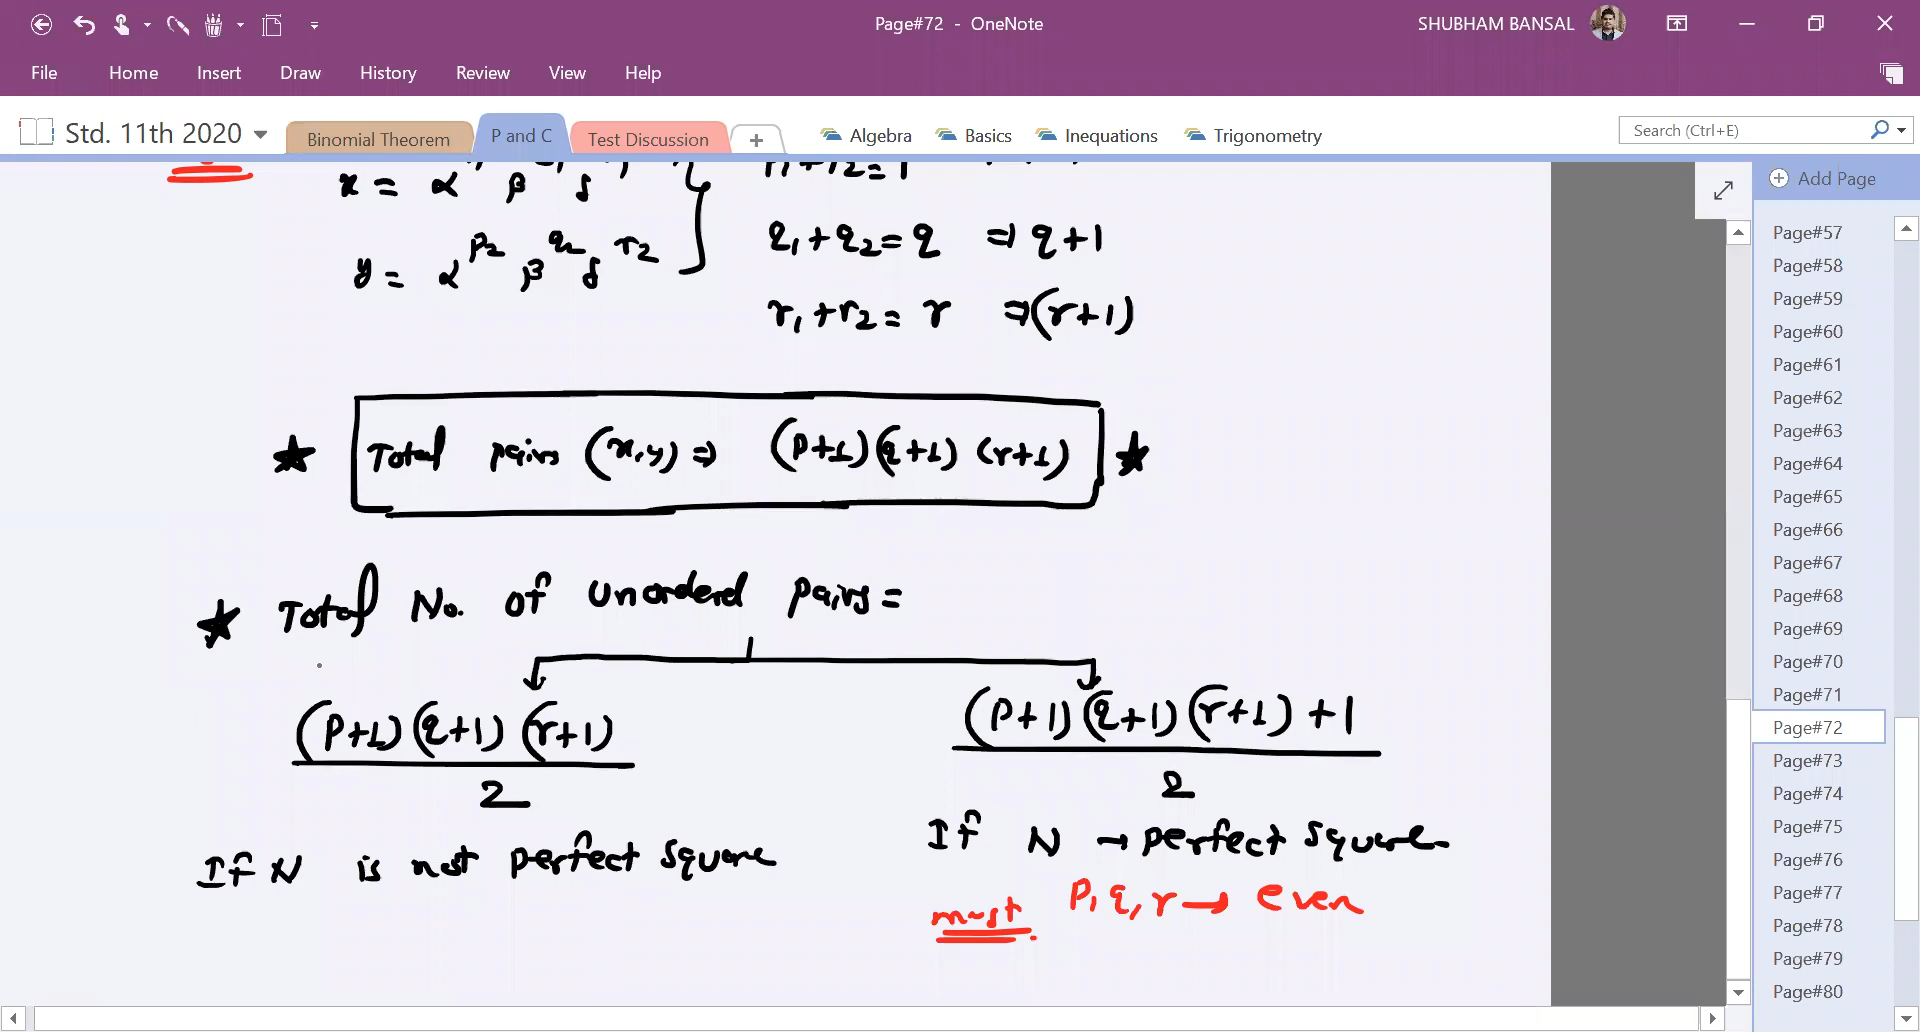 Page#72 - OneNote
SHUBHAM BANSAL
File Home Insert Draw History Review View Help
Std. 11th 2020
Binomial Theorem
P and C
Test Discussion
+
Algebra
Basics
Inequations
Trigonometry
Search (Ctrl+E)
Add Page
x = α β δ
y = α^p2 β^q2 δ^r2
q1+q2=q ⇒ q+1
r1+r2=r ⇒(r+1)
★ Total pairs (x,y) ⇒ (p+1)(q+1)(r+1) ★
★ Total No. of unordered pairs =
(p+1)(q+1)(r+1)
2
If N is not perfect square
(p+1)(q+1)(r+1)+1
2
If N → perfect square
must p,q,r → even
Page#57
Page#58
Page#59
Page#60
Page#61
Page#62
Page#63
Page#64
Page#65
Page#66
Page#67
Page#68
Page#69
Page#70
Page#71
Page#72
Page#73
Page#74
Page#75
Page#76
Page#77
Page#78
Page#79
Page#80